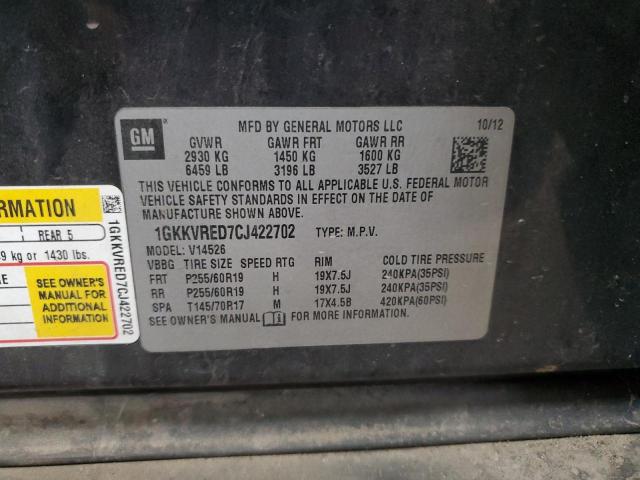 GM
MFD BY GENERAL MOTORS LLC
10/12
GVWR GAWR FRT GAWR RR
2930 KG 1450 KG 1600 KG
6459 LB 3196 LB 3527 LB
THIS VEHICLE CONFORMS TO ALL APPLICABLE U.S. FEDERAL MOTOR
VEHICLE SAFETY STANDARDS IN EFFECT ON THE DATE OF
MANUFACTURE SHOWN ABOVE.
1GKKVRED7CJ422702 TYPE: M.P.V.
MODEL: V14526
VBBG TIRE SIZE SPEED RTG RIM COLD TIRE PRESSURE
FRT P255/60R19 H 19X7.5J 240KPA(35PSI)
RR P255/60R19 H 19X7.5J 240KPA(35PSI)
SPA T145/70R17 M 17X4.5B 420KPA(60PSI)
SEE OWNER'S MANUAL FOR MORE INFORMATION
REAR 5
kg or 1430 lbs.
SEE OWNER'S
MANUAL FOR
ADDITIONAL
INFORMATION
1GKKVRED7CJ422702